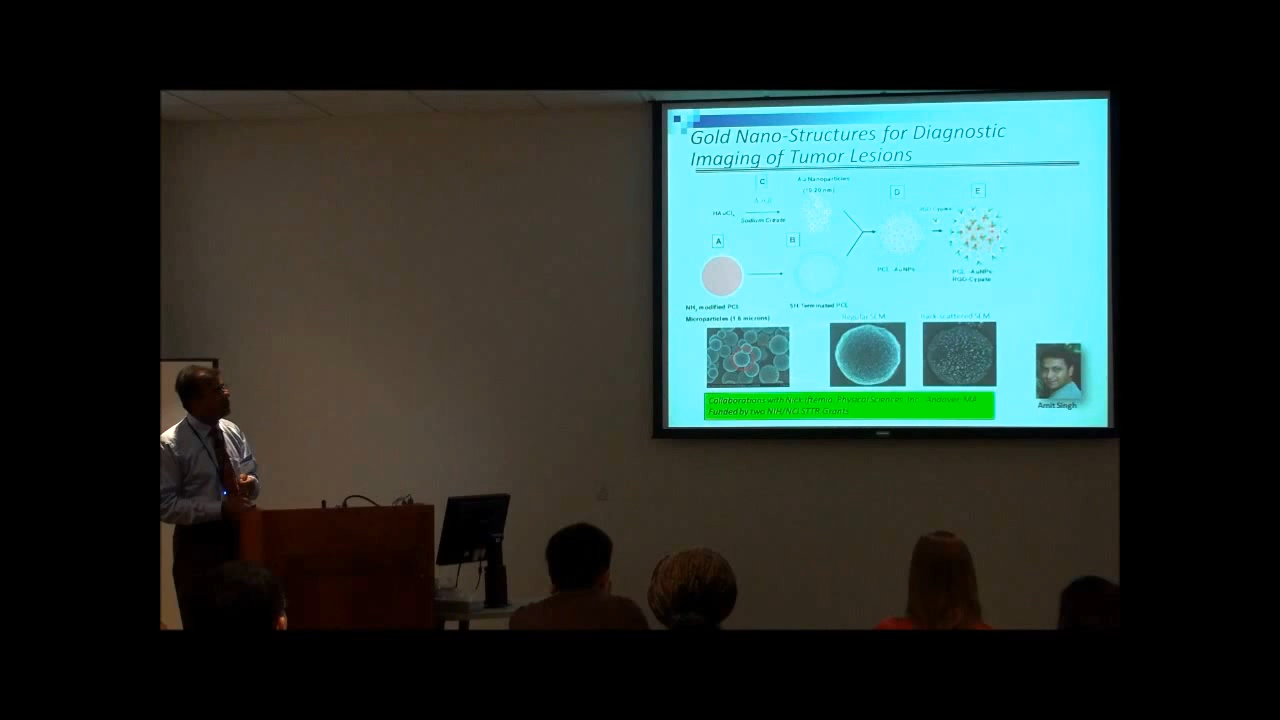 Gold Nano-Structures for Diagnostic
Imaging of Tumor Lesions
C
Au Nanoparticles
(10-20 nm)
D
E
HAuCl₄
Sodium Citrate
A
B
PCL - AuNPs
PCL - AuNPs
RGD-Cypate
NH₂ modified PCL
Microparticles (1.6 microns)
SH Terminated PCL
Regular SEM
Back-scattered SEM
Collaborations with Nick Iftemia, Physical Sciences, Inc., Andover, MA
Funded by two NIH/NCI STTR Grants
Amit Singh